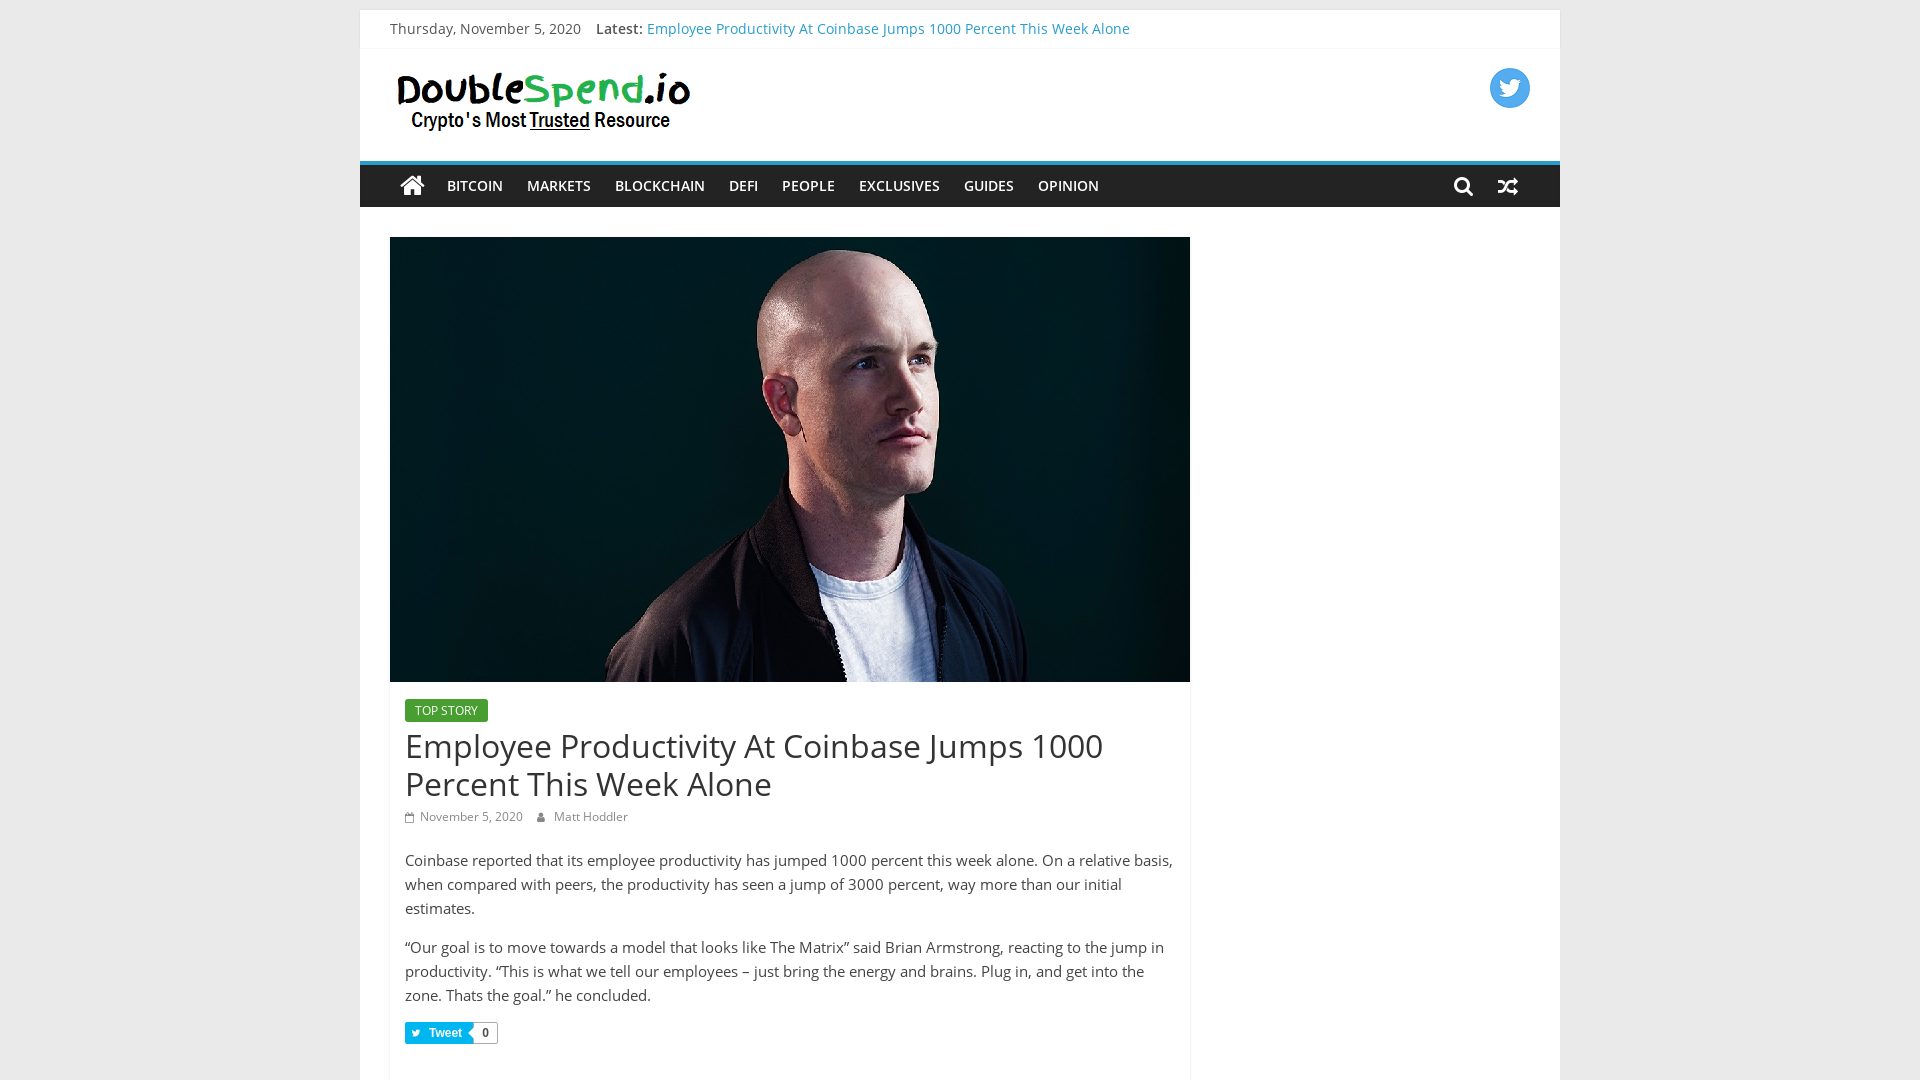 Thursday, November 5, 2020 Latest: Employee Productivity At Coinbase Jumps 1000 Percent This Week Alone
DoubleSpend.io
Crypto's Most Trusted Resource
BITCOIN MARKETS BLOCKCHAIN DEFI PEOPLE EXCLUSIVES GUIDES OPINION
TOP STORY
Employee Productivity At Coinbase Jumps 1000
Percent This Week Alone
November 5, 2020 Matt Hoddler
Coinbase reported that its employee productivity has jumped 1000 percent this week alone. On a relative basis,
when compared with peers, the productivity has seen a jump of 3000 percent, way more than our initial
estimates.
“Our goal is to move towards a model that looks like The Matrix” said Brian Armstrong, reacting to the jump in
productivity. “This is what we tell our employees – just bring the energy and brains. Plug in, and get into the
zone. Thats the goal.” he concluded.
Tweet 0